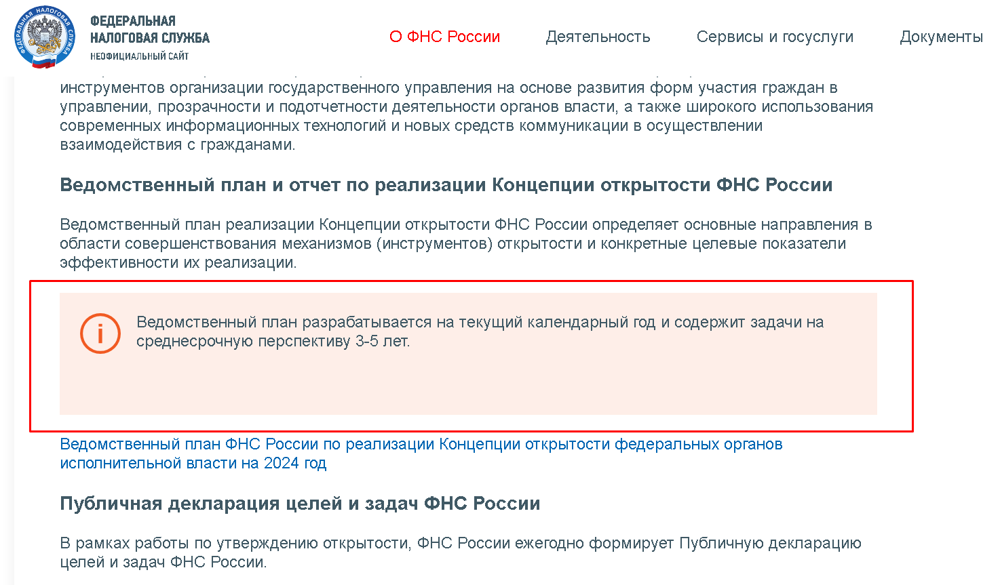 ФЕДЕРАЛЬНАЯ
НАЛОГОВАЯ СЛУЖБА
НЕОФИЦИАЛЬНЫЙ САЙТ
ФЕДЕРАЛЬНАЯ НАЛОГОВАЯ СЛУЖБА
О ФНС России
Деятельность
Сервисы и госуслуги
Документы
инструментов организации государственного управления на основе развития форм участия граждан в
управлении, прозрачности и подотчетности деятельности органов власти, а также широкого использования
современных информационных технологий и новых средств коммуникации в осуществлении
взаимодействия с гражданами.
Ведомственный план и отчет по реализации Концепции открытости ФНС России
Ведомственный план реализации Концепции открытости ФНС России определяет основные направления в
области совершенствования механизмов (инструментов) открытости и конкретные целевые показатели
эффективности их реализации.
Ведомственный план разрабатывается на текущий календарный год и содержит задачи на
среднесрочную перспективу 3-5 лет.
Ведомственный план ФНС России по реализации Концепции открытости федеральных органов
исполнительной власти на 2024 год
Публичная декларация целей и задач ФНС России
В рамках работы по утверждению открытости, ФНС России ежегодно формирует Публичную декларацию
целей и задач ФНС России.